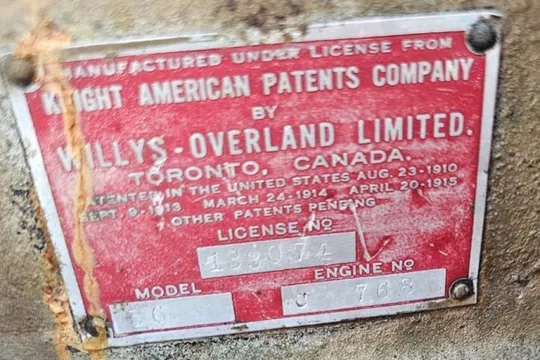 MANUFACTURED UNDER LICENSE FROM
KNIGHT AMERICAN PATENTS COMPANY
BY
WILLYS-OVERLAND LIMITED.
TORONTO, CANADA.
PATENTED IN THE UNITED STATES AUG. 23-1910
SEPT. 9-1913 MARCH 24-1914 APRIL 20-1915
OTHER PATENTS PENDING
LICENSE Nº
ENGINE Nº
MODEL